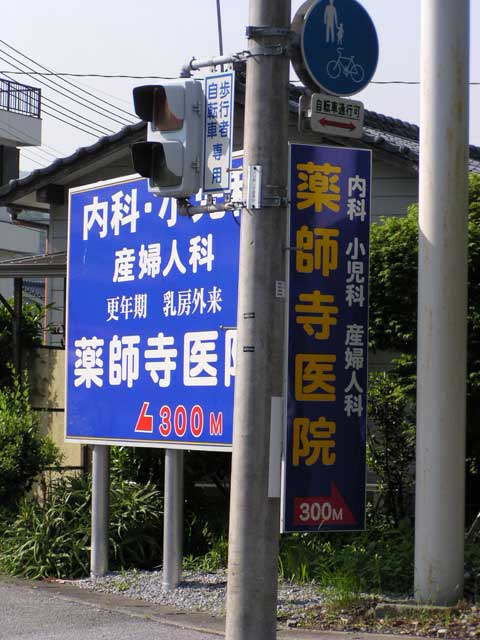 歩行者
自転車
専用
自転車通行可
内科・小
産婦人科
更年期 乳房外来
薬師寺医院
300M
薬師寺医院
内科 小児科 産婦人科
300M